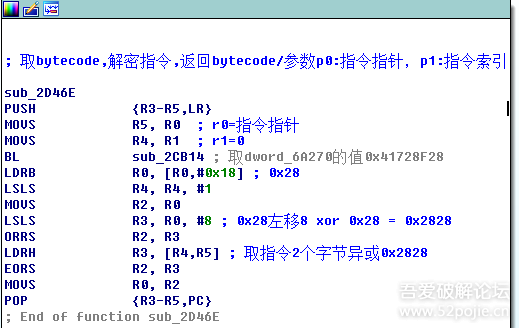 ; 取bytecode,解密指令,返回bytecode/参数p0:指令指针, p1:指令索引
sub_2D46E
PUSH {R3-R5,LR}
MOVS R5, R0 ; r0=指令指针
MOVS R4, R1 ; r1=0
BL sub_2CB14 ; 取dword_6A270的值0x41728F28
LDRB R0, [R0,#0x18] ; 0x28
LSLS R4, R4, #1
MOVS R2, R0
LSLS R3, R0, #8 ; 0x28左移8 xor 0x28 = 0x2828
ORRS R2, R3
LDRH R3, [R4,R5] ; 取指令2个字节异或0x2828
EORS R2, R3
MOVS R0, R2
POP {R3-R5,PC}
; End of function sub_2D46E
吾爱破解论坛
www.52pojie.cn